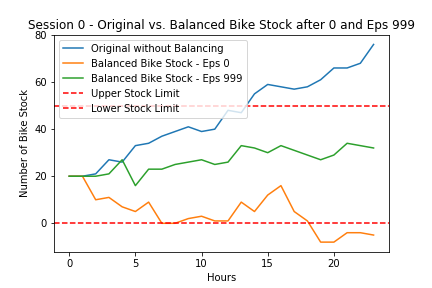 Session 0 - Original vs. Balanced Bike Stock after 0 and Eps 999
80
60
40
20
0
Number of Bike Stock
Original without Balancing
Balanced Bike Stock - Eps 0
Balanced Bike Stock - Eps 999
Upper Stock Limit
Lower Stock Limit
0
5
10
15
20
Hours